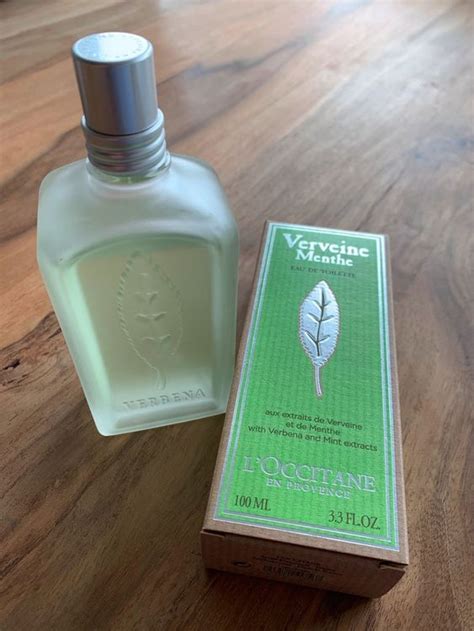 VERBENA
Verveine
Menthe
EAU DE TOILETTE
aux extraits de Verveine
et de Menthe
with Verbena and Mint extracts
L'OCCITANE
EN PROVENCE
100 ML
3.3 FL.OZ.